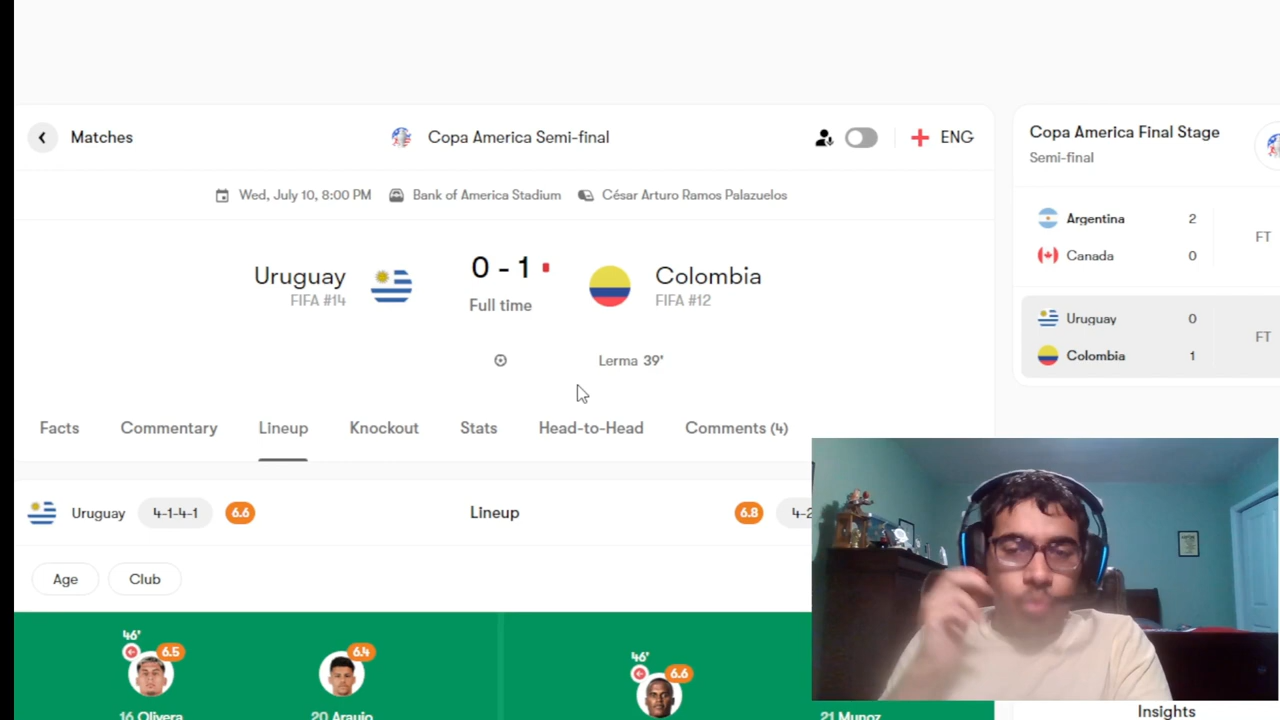 Matches
Copa America Semi-final
ENG
Wed, July 10, 8:00 PM
Bank of America Stadium
César Arturo Ramos Palazuelos
Uruguay
FIFA #14
0 - 1
Full time
Colombia
FIFA #12
Lerma 39'
Facts
Commentary
Lineup
Knockout
Stats
Head-to-Head
Comments (4)
Uruguay
4-1-4-1
6.6
Lineup
6.8
4-2
Age
Club
46'
6.5
16 Olivera
6.4
20 Araujo
46'
6.6
21 Munoz
Copa America Final Stage
Semi-final
Argentina 2
FT
Canada 0
Uruguay 0
FT
Colombia 1
Insights